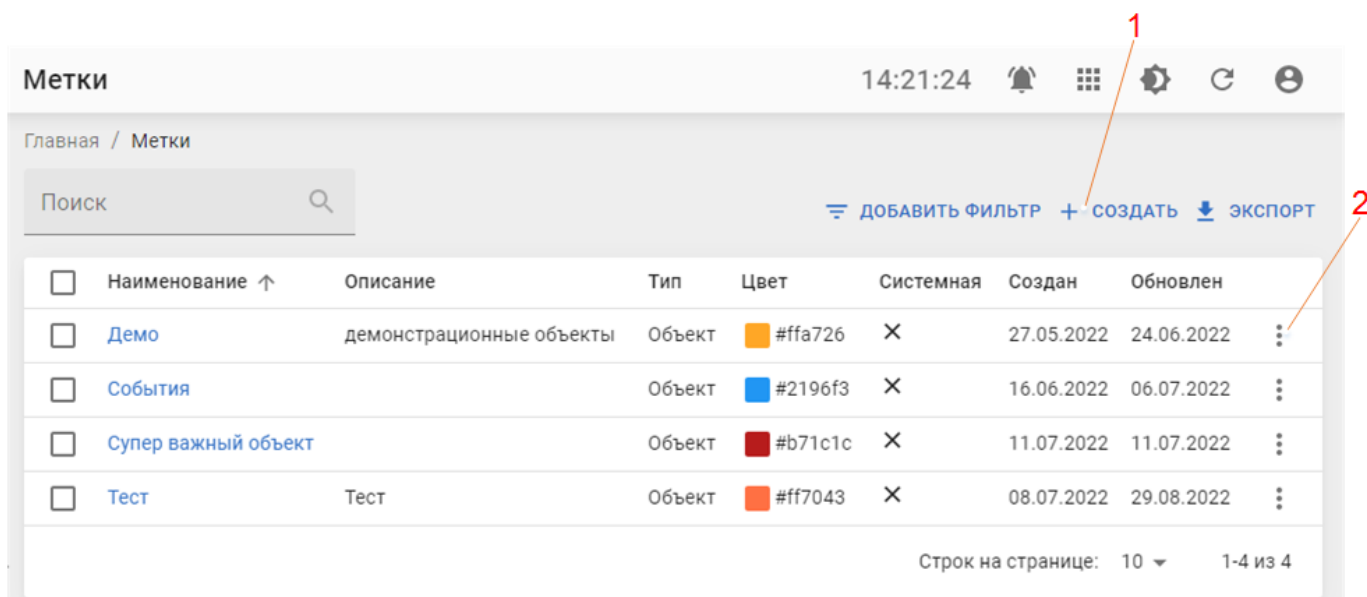 1
Метки 14:21:24
Главная / Метки
Поиск
ДОБАВИТЬ ФИЛЬТР + СОЗДАТЬ ЭКСПОРТ
2
Наименование ↑ Описание Тип Цвет Системная Создан Обновлен
Демо демонстрационные объекты Объект #ffa726 ✕ 27.05.2022 24.06.2022
События Объект #2196f3 ✕ 16.06.2022 06.07.2022
Супер важный объект Объект #b71c1c ✕ 11.07.2022 11.07.2022
Тест Тест Объект #ff7043 ✕ 08.07.2022 29.08.2022
Строк на странице: 10 1-4 из 4